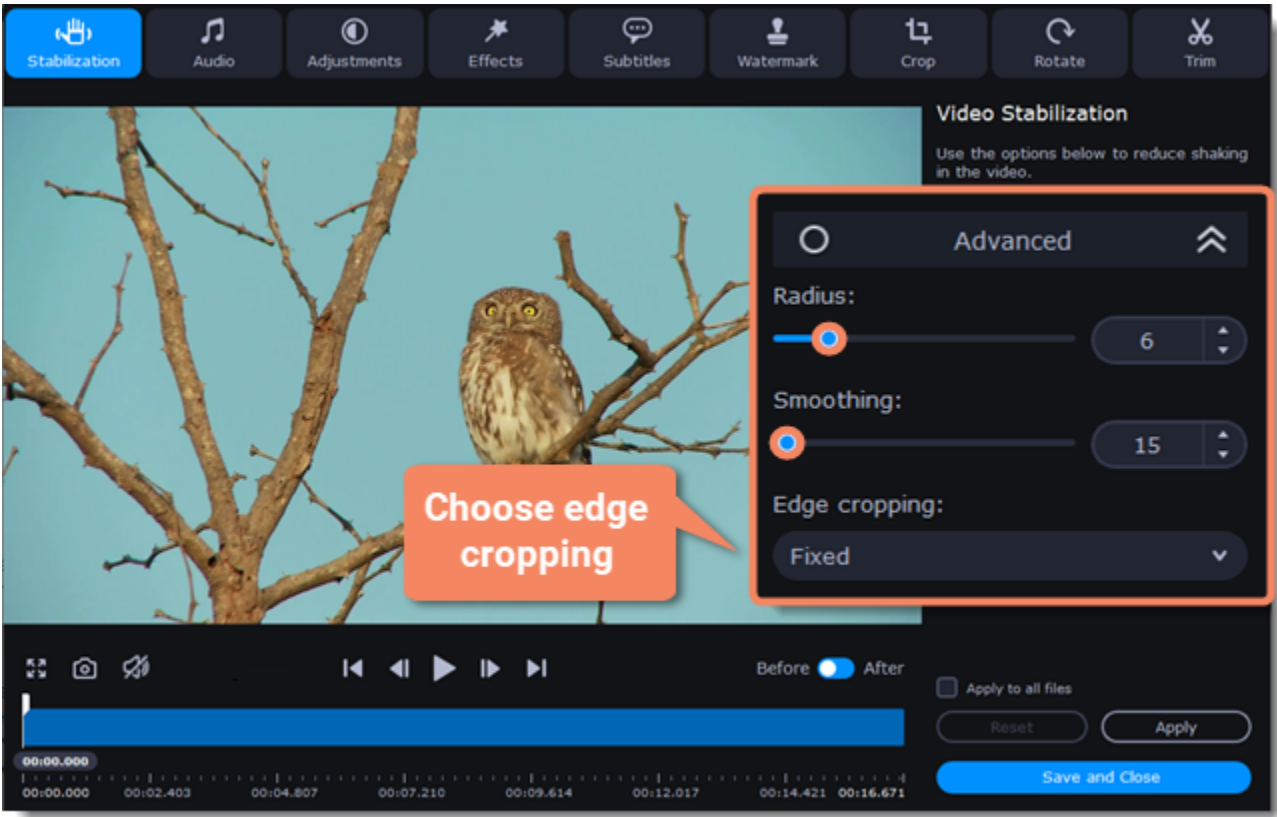 Stabilization
Audio
Adjustments
Effects
Subtitles
Watermark
Crop
Rotate
Trim
Video Stabilization
Use the options below to reduce shaking
in the video.
Advanced
Radius:
6
Smoothing:
15
Edge cropping:
Fixed
Choose edge
cropping
Before
After
Apply to all files
Reset
Apply
Save and Close
00:00.000
00:00.000
00:02.403
00:04.807
00:07.210
00:09.614
00:12.017
00:14.421
00:16.671